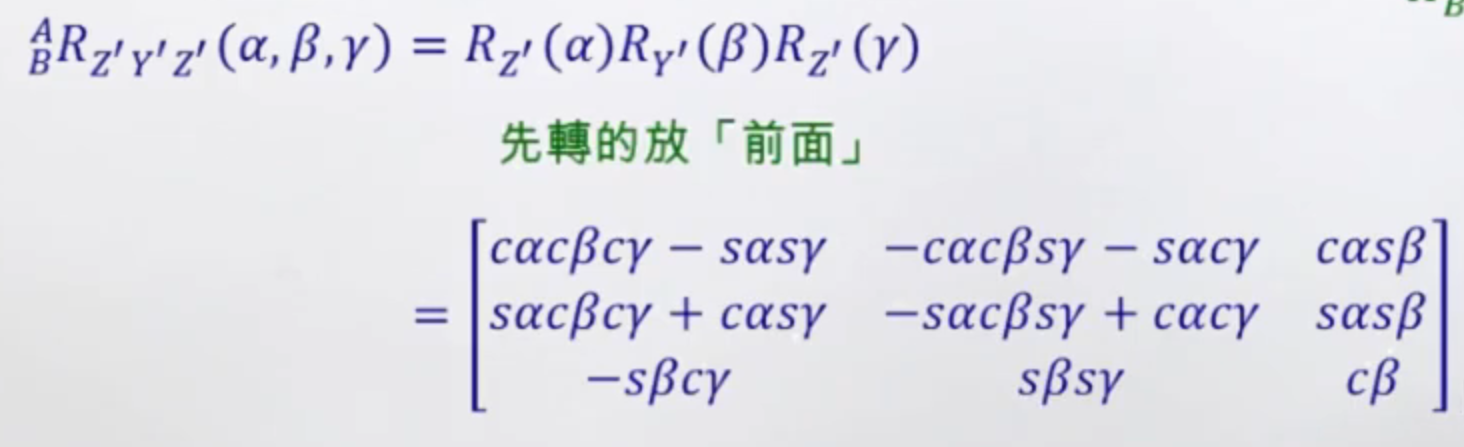 $^A_BR_{Z'Y'Z'}(\alpha,\beta,\gamma) = R_{Z'}(\alpha)R_{Y'}(\beta)R_{Z'}(\gamma)$
先轉的放「前面」
$= \begin{bmatrix} c\alpha c\beta c\gamma - s\alpha s\gamma & -c\alpha c\beta s\gamma - s\alpha c\gamma & c\alpha s\beta \\ s\alpha c\beta c\gamma + c\alpha s\gamma & -s\alpha c\beta s\gamma + c\alpha c\gamma & s\alpha s\beta \\ -s\beta c\gamma & s\beta s\gamma & c\beta \end{bmatrix}$